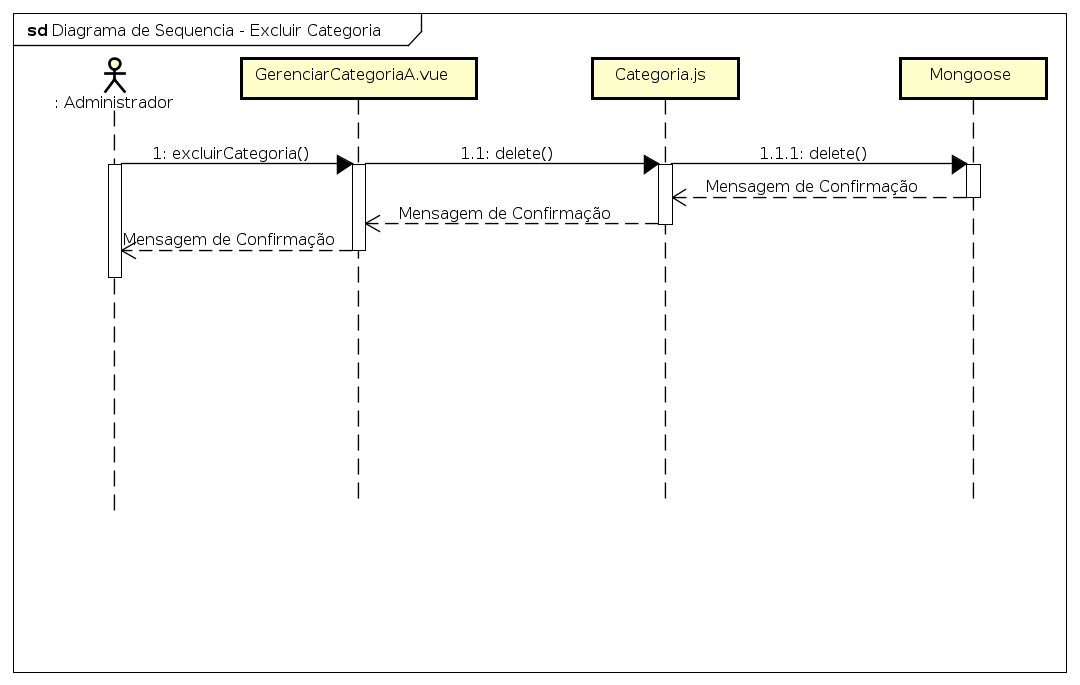 sd Diagrama de Sequencia - Excluir Categoria
: Administrador
GerenciarCategoriaA.vue
Categoria.js
Mongoose
1: excluirCategoria()
1.1: delete()
1.1.1: delete()
Mensagem de Confirmação
Mensagem de Confirmação
Mensagem de Confirmação